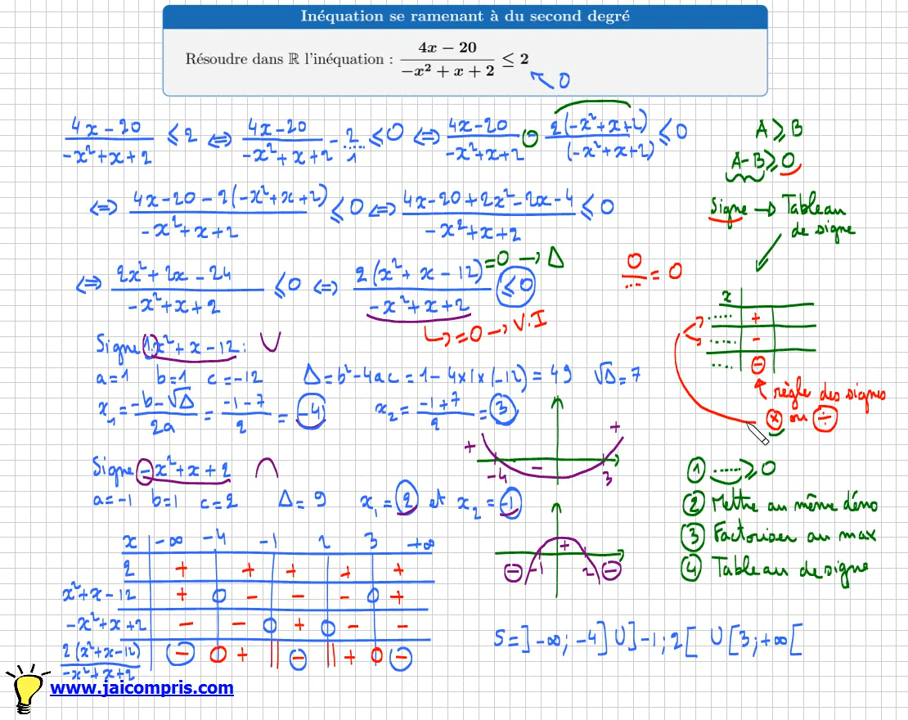 Inéquation se ramenant à du second degré
Résoudre dans ℝ l'inéquation : (4x − 20)/(−x² + x + 2) ≤ 2
0
(4x-20)/(-x²+x+2) ≤ 2 ⇔ (4x-20)/(-x²+x+2) - 2/1 ≤ 0 ⇔ (4x-20)/(-x²+x+2) - 2(-x²+x+2)/(-x²+x+2) ≤ 0
⇔ (4x-20-2(-x²+x+2))/(-x²+x+2) ≤ 0 ⇔ (4x-20+2x²-2x-4)/(-x²+x+2) ≤ 0
⇔ (2x²+2x-24)/(-x²+x+2) ≤ 0 ⇔ 2(x²+x-12)/(-x²+x+2) ≤ 0
=0 → Δ
↳ =0 → V.I
0/... = 0
Signe 1x²+x-12 : ∪
a=1 b=1 c=-12 Δ=b²-4ac = 1-4×1×(-12) = 49 √Δ=7
x₁ = (-b-√Δ)/2a = (-1-7)/2 = -4 x₂ = (-1+7)/2 = 3
Signe -x²+x+2 ∩
a=-1 b=1 c=2 Δ=9 x₁=2 et x₂=-1
+ - + -4 3
- + - -1 2
x -∞ -4 -1 2 3 +∞
2 + + + + +
x²+x-12 + 0 - - - 0 +
-x²+x+2 - - 0 + 0 - -
2(x²+x-12)/(-x²+x+2) - 0 + || - || + 0 -
A ≥ B
A-B ≥ 0
Signe → Tableau
de signe
x
..... +
..... -
..... -
règle des signes
× ou ÷
① ..... ≥ 0
② Mettre au même déno
③ Factoriser au max
④ Tableau de signe
S = ]-∞; -4] U ]-1; 2[ U [3; +∞[
www.jaicompris.com